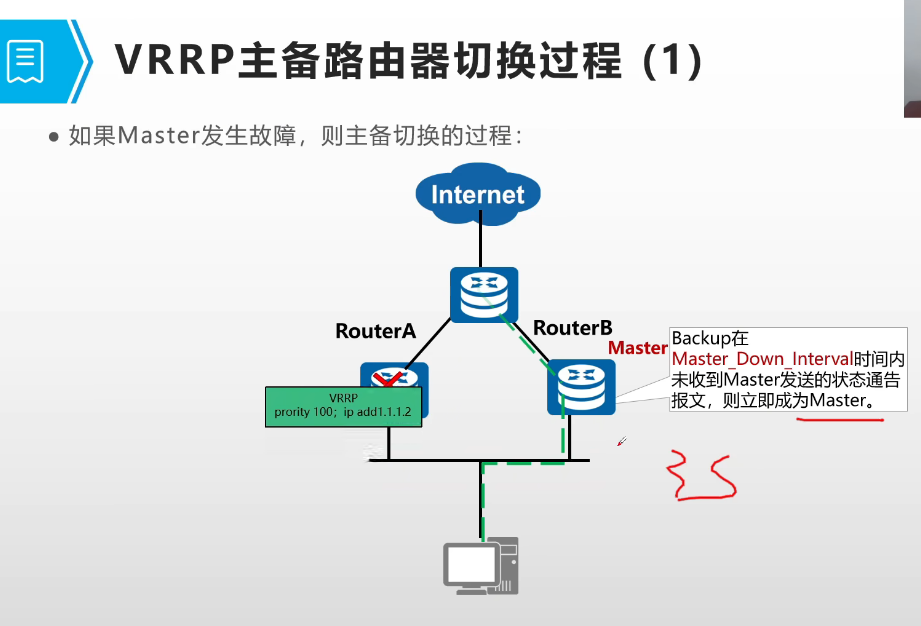 VRRP主备路由器切换过程 (1)
如果Master发生故障，则主备切换的过程：
Internet
RouterA
RouterB
Master
Backup在
Master_Down_Interval时间内
未收到Master发送的状态通告
报文，则立即成为Master。
VRRP
prority 100；ip add1.1.1.2
3S